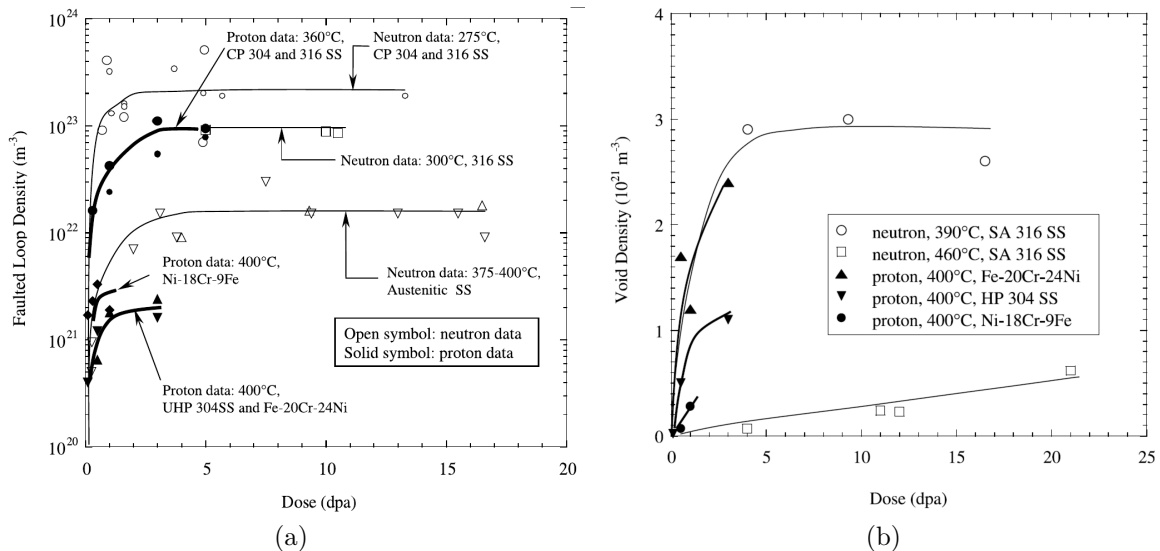 10^24
10^23
10^22
10^21
10^20
Faulted Loop Density (m^-3)
Proton data: 360°C,
CP 304 and 316 SS
Neutron data: 275°C,
CP 304 and 316 SS
Neutron data: 300°C, 316 SS
Proton data: 400°C,
Ni-18Cr-9Fe
Neutron data: 375-400°C,
Austenitic SS
Open symbol: neutron data
Solid symbol: proton data
Proton data: 400°C,
UHP 304SS and Fe-20Cr-24Ni
0 5 10 15 20
Dose (dpa)
(a)
4
3
2
1
0
Void Density (10^21 m^-3)
neutron, 390°C, SA 316 SS
neutron, 460°C, SA 316 SS
proton, 400°C, Fe-20Cr-24Ni
proton, 400°C, HP 304 SS
proton, 400°C, Ni-18Cr-9Fe
0 5 10 15 20 25
Dose (dpa)
(b)